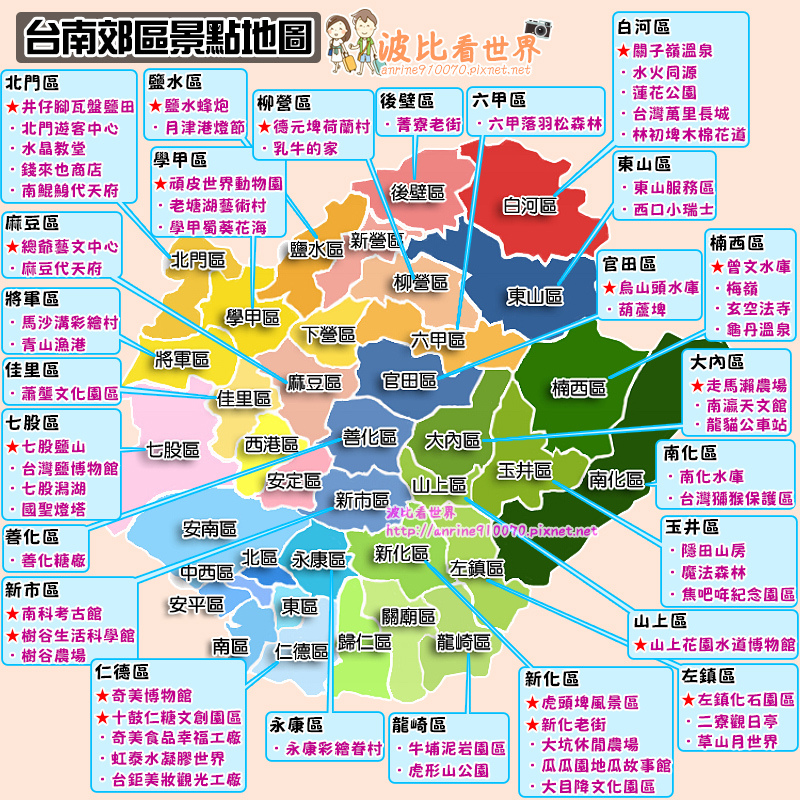 台南郊區景點地圖
波比看世界
anrine910070.pixnet.net
北門區
★井仔腳瓦盤鹽田
·北門遊客中心
·水晶教堂
·錢來也商店
·南鯤鯓代天府
鹽水區
★鹽水蜂炮
·月津港燈節
柳營區
★德元埤荷蘭村
·乳牛的家
後壁區
·菁寮老街
六甲區
·六甲落羽松森林
白河區
★關子嶺溫泉
·水火同源
·蓮花公園
·台灣萬里長城
·林初埤木棉花道
學甲區
★頑皮世界動物園
·老塘湖藝術村
·學甲蜀葵花海
東山區
·東山服務區
·西口小瑞士
麻豆區
★總爺藝文中心
·麻豆代天府
官田區
★烏山頭水庫
·葫蘆埤
楠西區
★曾文水庫
·梅嶺
·玄空法寺
·龜丹溫泉
將軍區
·馬沙溝彩繪村
·青山漁港
佳里區
·蕭壟文化園區
大內區
★走馬瀨農場
·南瀛天文館
·龍貓公車站
七股區
★七股鹽山
·台灣鹽博物館
·七股潟湖
·國聖燈塔
南化區
·南化水庫
·台灣獼猴保護區
善化區
·善化糖廠
玉井區
·隱田山房
·魔法森林
·焦吧哖紀念園區
新市區
★南科考古館
★樹谷生活科學館
·樹谷農場
山上區
★山上花園水道博物館
仁德區
★奇美博物館
★十鼓仁糖文創園區
·奇美食品幸福工廠
·虹泰水凝膠世界
·台鉅美妝觀光工廠
永康區
·永康彩繪眷村
龍崎區
·牛埔泥岩園區
·虎形山公園
新化區
★虎頭埤風景區
★新化老街
·大坑休閒農場
·瓜瓜園地瓜故事館
·大目降文化園區
左鎮區
★左鎮化石園區
·二寮觀日亭
·草山月世界
後壁區
白河區
鹽水區
新營區
北門區
柳營區
東山區
學甲區
下營區
六甲區
將軍區
麻豆區
官田區
楠西區
佳里區
七股區
西港區
善化區
大內區
安定區
玉井區
南化區
山上區
新市區
波比看世界
http://anrine910070.pixnet.net
安南區
中西區
北區
永康區
新化區
左鎮區
安平區
東區
南區
仁德區
歸仁區
關廟區
龍崎區